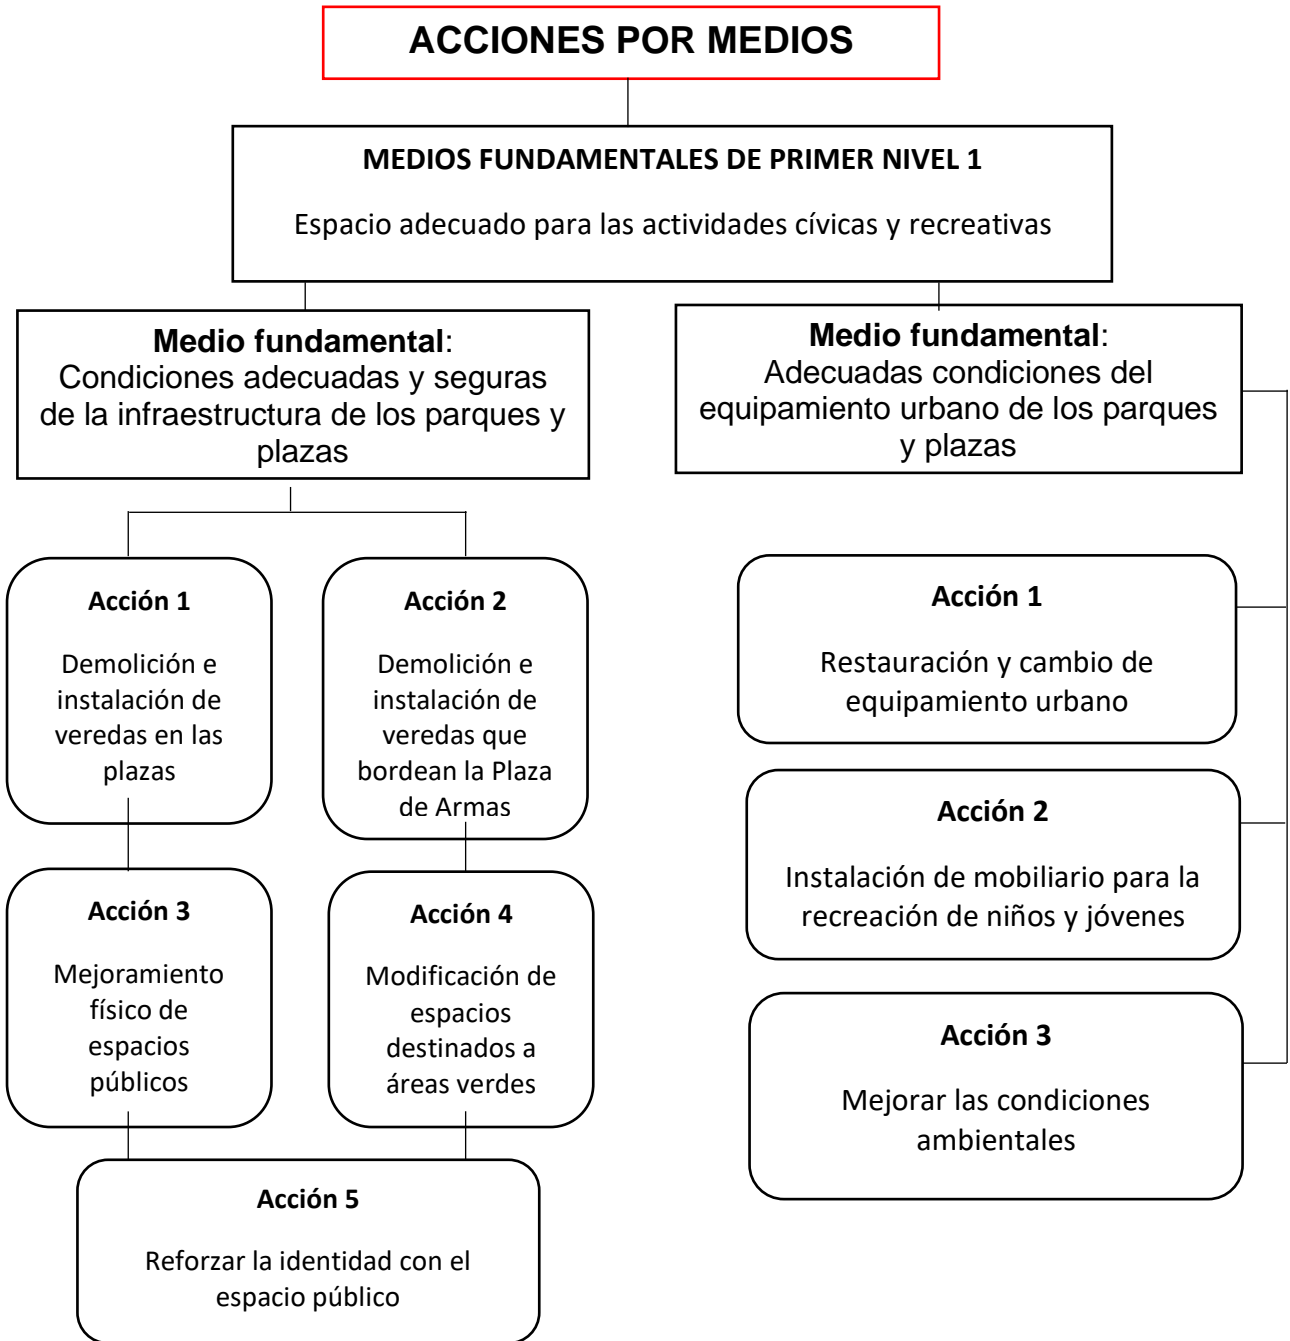 ACCIONES POR MEDIOS
MEDIOS FUNDAMENTALES DE PRIMER NIVEL 1
Espacio adecuado para las actividades cívicas y recreativas
Medio fundamental:
Condiciones adecuadas y seguras
de la infraestructura de los parques y
plazas
Medio fundamental:
Adecuadas condiciones del
equipamiento urbano de los parques
y plazas
Acción 1
Demolición e
instalación de
veredas en las
plazas
Acción 2
Demolición e
instalación de
veredas que
bordean la Plaza
de Armas
Acción 3
Mejoramiento
físico de
espacios
públicos
Acción 4
Modificación de
espacios
destinados a
áreas verdes
Acción 5
Reforzar la identidad con el
espacio público
Acción 1
Restauración y cambio de
equipamiento urbano
Acción 2
Instalación de mobiliario para la
recreación de niños y jóvenes
Acción 3
Mejorar las condiciones
ambientales